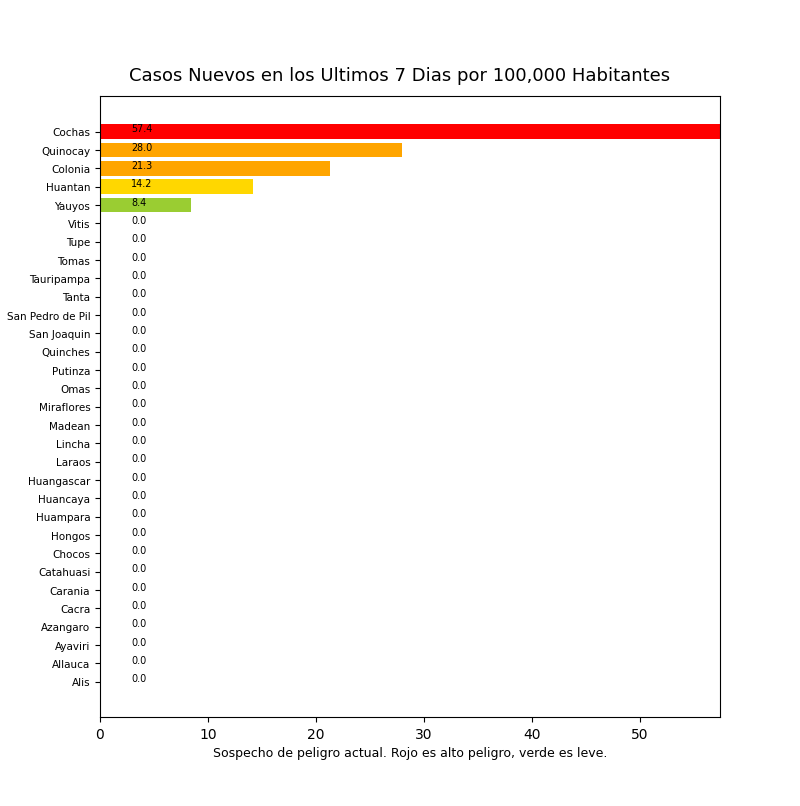 Casos Nuevos en los Ultimos 7 Dias por 100,000 Habitantes
Cochas 57.4
Quinocay 28.0
Colonia 21.3
Huantan 14.2
Yauyos 8.4
Vitis 0.0
Tupe 0.0
Tomas 0.0
Tauripampa 0.0
Tanta 0.0
San Pedro de Pil 0.0
San Joaquin 0.0
Quinches 0.0
Putinza 0.0
Omas 0.0
Miraflores 0.0
Madean 0.0
Lincha 0.0
Laraos 0.0
Huangascar 0.0
Huancaya 0.0
Huampara 0.0
Hongos 0.0
Chocos 0.0
Catahuasi 0.0
Carania 0.0
Cacra 0.0
Azangaro 0.0
Ayaviri 0.0
Allauca 0.0
Alis 0.0
0 10 20 30 40 50
Sospecho de peligro actual. Rojo es alto peligro, verde es leve.